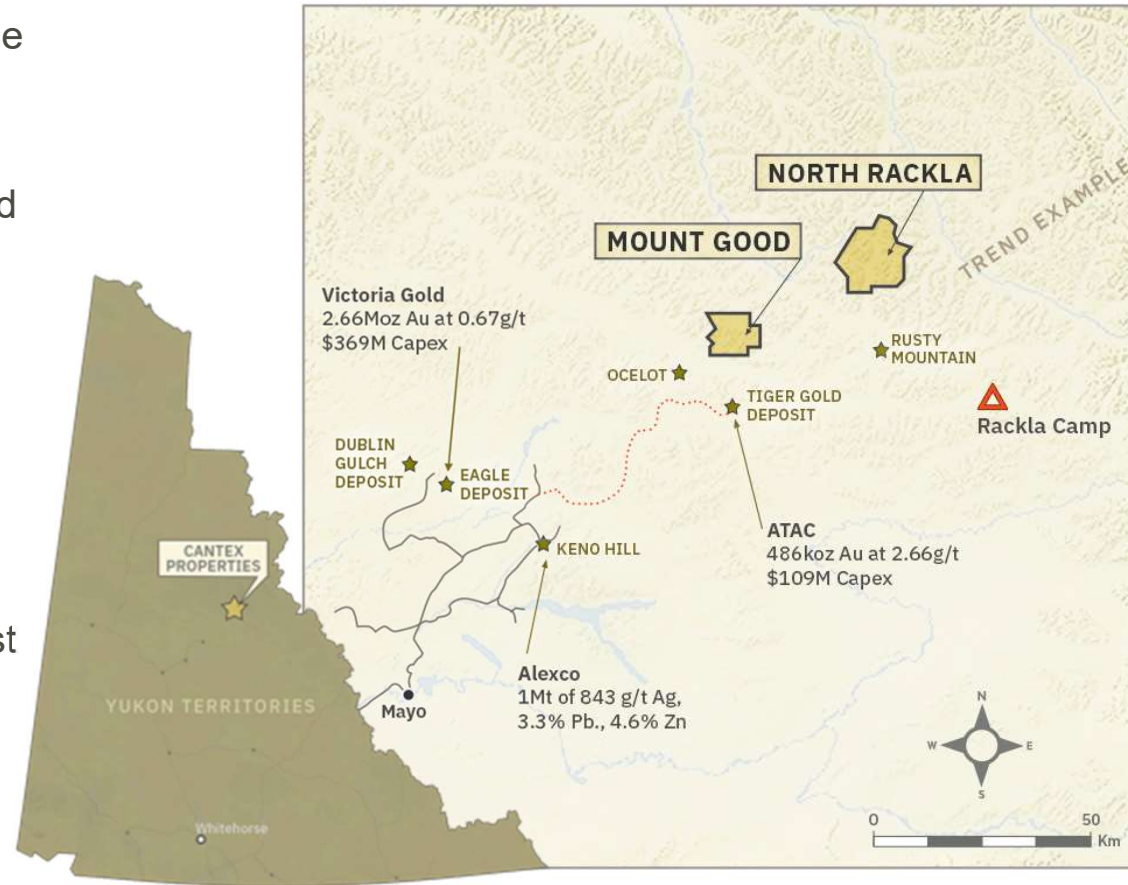 e
d
st
NORTH RACKLA
MOUNT GOOD
TREND EXAMPLE
Victoria Gold
2.66Moz Au at 0.67g/t
$369M Capex
RUSTY
MOUNTAIN
OCELOT
TIGER GOLD
DEPOSIT
Rackla Camp
DUBLIN
GULCH
DEPOSIT
EAGLE
DEPOSIT
KENO HILL
ATAC
486koz Au at 2.66g/t
$109M Capex
CANTEX
PROPERTIES
Alexco
1Mt of 843 g/t Ag,
3.3% Pb., 4.6% Zn
Mayo
YUKON TERRITORIES
Whitehorse
N
W
E
S
0
50
Km